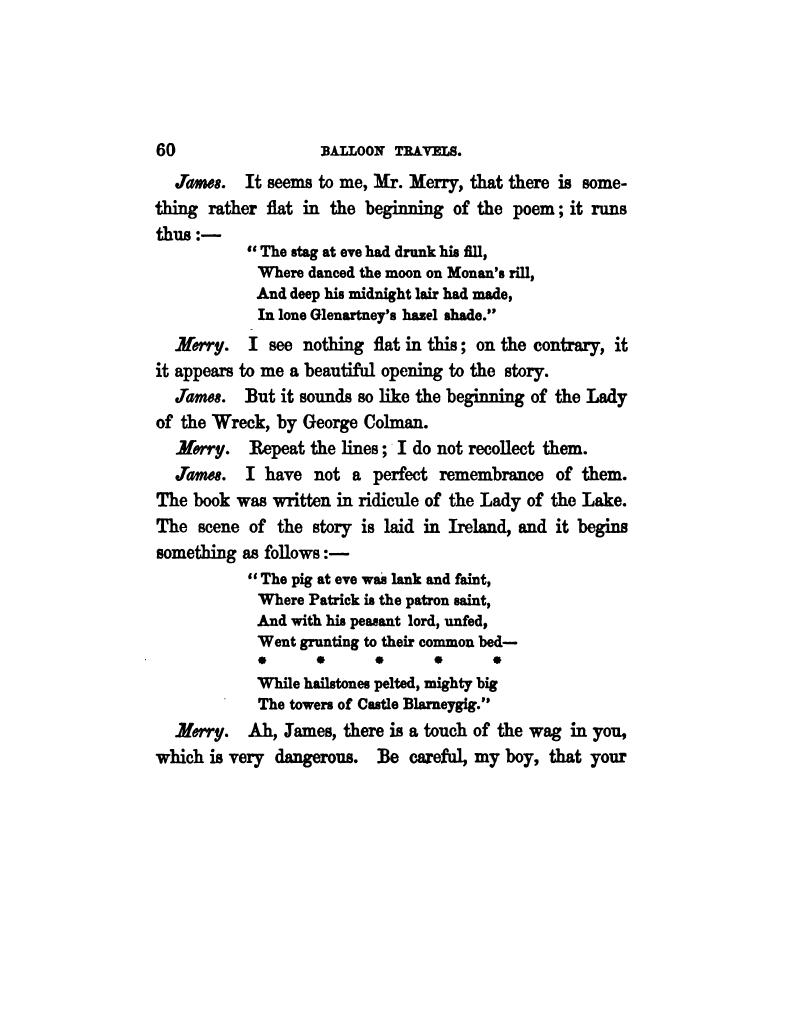 60 BALLOON TRAVELS.
James. It seems to me, Mr. Merry, that there is some-
thing rather flat in the beginning of the poem; it runs
thus:—
"The stag at eve had drunk his fill,
Where danced the moon on Monan's rill,
And deep his midnight lair had made,
In lone Glenartney's hazel shade."
Merry. I see nothing flat in this; on the contrary, it
it appears to me a beautiful opening to the story.
James. But it sounds so like the beginning of the Lady
of the Wreck, by George Colman.
Merry. Repeat the lines; I do not recollect them.
James. I have not a perfect remembrance of them.
The book was written in ridicule of the Lady of the Lake.
The scene of the story is laid in Ireland, and it begins
something as follows:—
"The pig at eve was lank and faint,
Where Patrick is the patron saint,
And with his peasant lord, unfed,
Went grunting to their common bed—
* * * * *
While hailstones pelted, mighty big
The towers of Castle Blarneygig."
Merry. Ah, James, there is a touch of the wag in you,
which is very dangerous. Be careful, my boy, that your